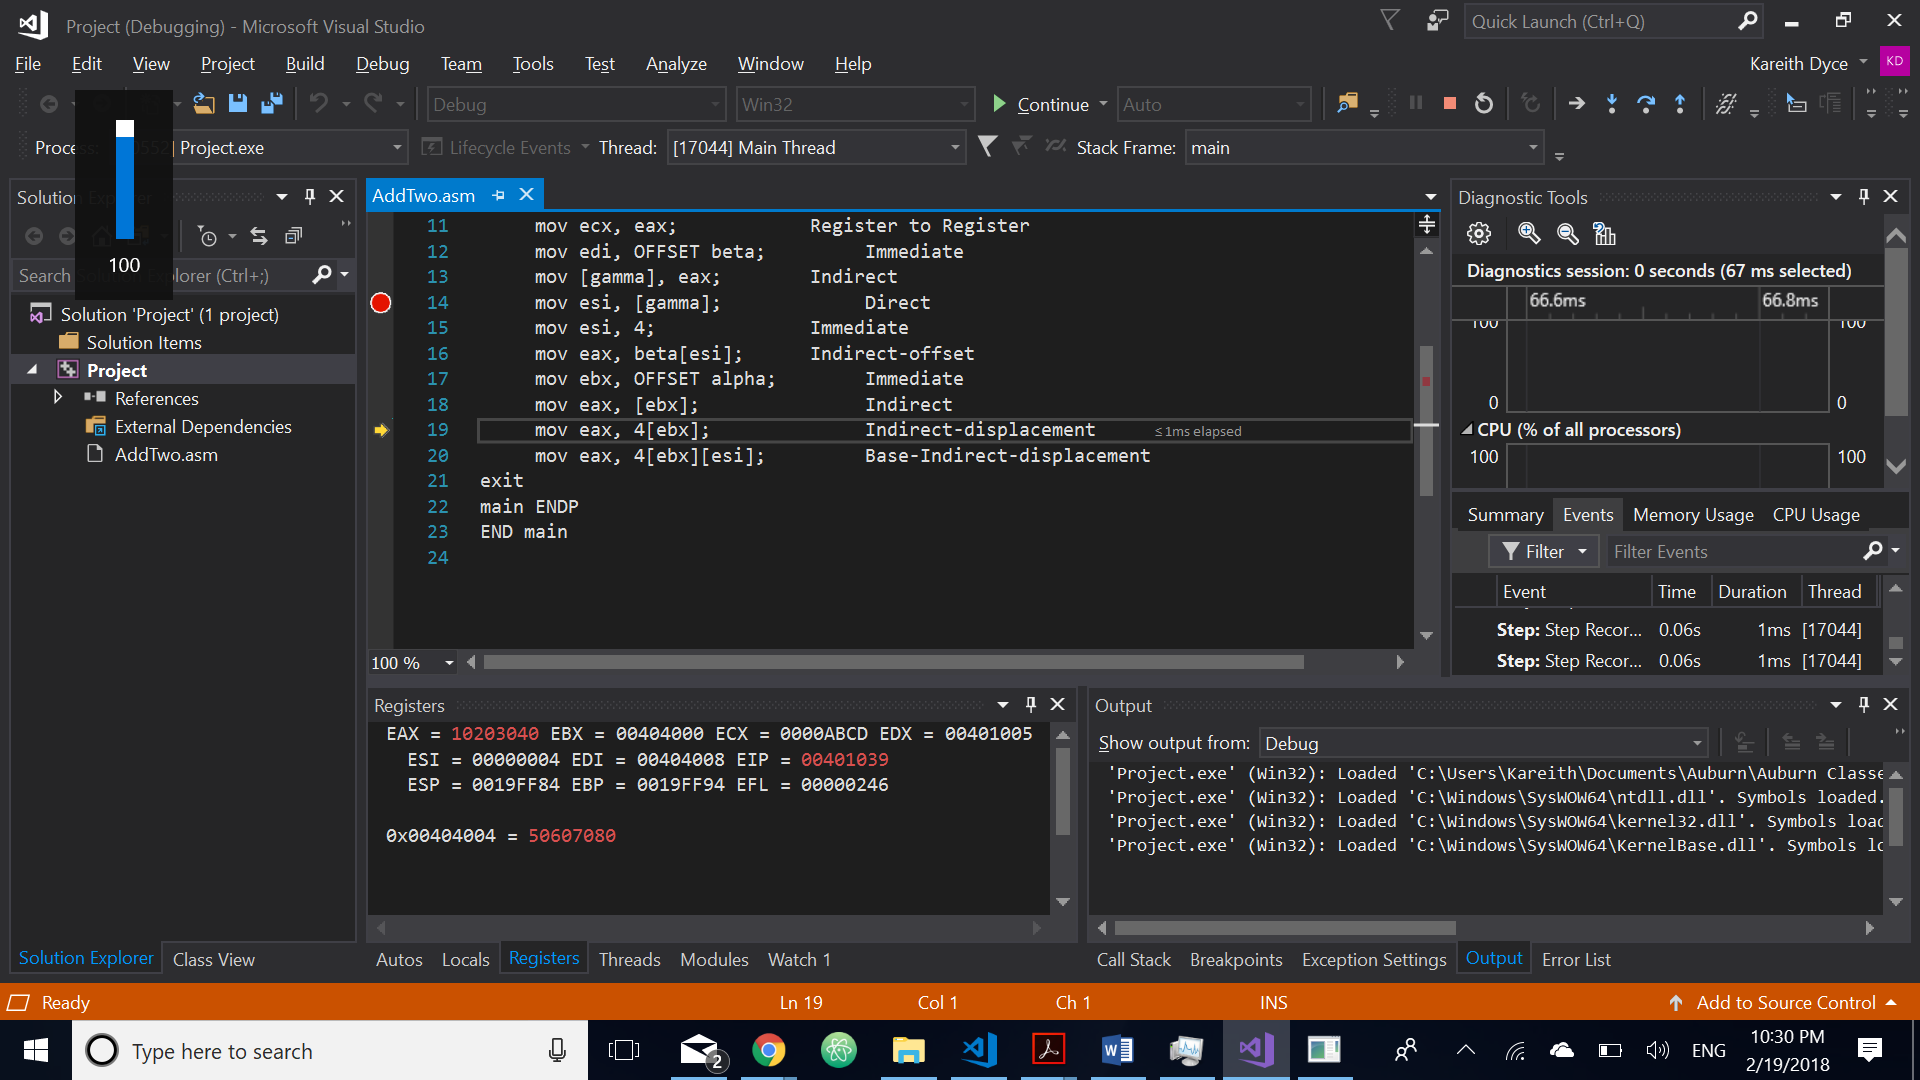 Project (Debugging) - Microsoft Visual Studio
Quick Launch (Ctrl+Q)
File Edit View Project Build Debug Team Tools Test Analyze Window Help
Kareith Dyce KD
Debug Win32 Continue Auto
Project.exe Lifecycle Events Thread: [17044] Main Thread Stack Frame: main
Solution
100
Search Explorer (Ctrl+;)
Solution 'Project' (1 project)
Solution Items
Project
References
External Dependencies
AddTwo.asm
Solution Explorer Class View
AddTwo.asm
11 mov ecx, eax; Register to Register
12 mov edi, OFFSET beta; Immediate
13 mov [gamma], eax; Indirect
14 mov esi, [gamma]; Direct
15 mov esi, 4; Immediate
16 mov eax, beta[esi]; Indirect-offset
17 mov ebx, OFFSET alpha; Immediate
18 mov eax, [ebx]; Indirect
19 mov eax, 4[ebx]; Indirect-displacement ≤1ms elapsed
20 mov eax, 4[ebx][esi]; Base-Indirect-displacement
21 exit
22 main ENDP
23 END main
24
100 %
Diagnostic Tools
Diagnostics session: 0 seconds (67 ms selected)
66.6ms 66.8ms
100 100
0 0
CPU (% of all processors)
100 100
Summary Events Memory Usage CPU Usage
Filter Filter Events
Event Time Duration Thread
Step: Step Recor... 0.06s 1ms [17044]
Step: Step Recor... 0.06s 1ms [17044]
Registers
EAX = 10203040 EBX = 00404000 ECX = 0000ABCD EDX = 00401005
ESI = 00000004 EDI = 00404008 EIP = 00401039
ESP = 0019FF84 EBP = 0019FF94 EFL = 00000246
0x00404004 = 50607080
Autos Locals Registers Threads Modules Watch 1
Output
Show output from: Debug
'Project.exe' (Win32): Loaded 'C:\Users\Kareith\Documents\Auburn\Auburn Classe
'Project.exe' (Win32): Loaded 'C:\Windows\SysWOW64\ntdll.dll'. Symbols loaded.
'Project.exe' (Win32): Loaded 'C:\Windows\SysWOW64\kernel32.dll'. Symbols load
'Project.exe' (Win32): Loaded 'C:\Windows\SysWOW64\KernelBase.dll'. Symbols lo
Call Stack Breakpoints Exception Settings Output Error List
Ready Ln 19 Col 1 Ch 1 INS Add to Source Control
Type here to search
2
ENG
10:30 PM
2/19/2018